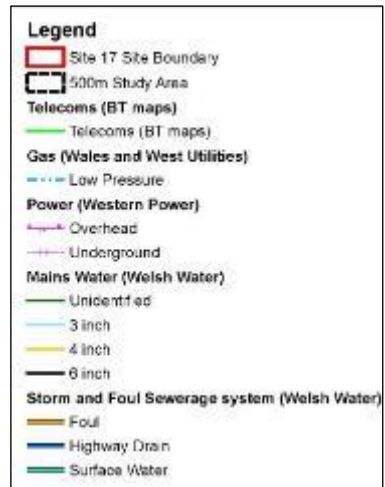 Legend
Site 17 Site Boundary
500m Study Area
Telecoms (BT maps)
Telecoms (BT maps)
Gas (Wales and West Utilities)
Low Pressure
Power (Western Power)
Overhead
Underground
Mains Water (Welsh Water)
Unidentified
3 inch
4 inch
6 inch
Storm and Foul Sewerage system (Welsh Water)
Foul
Highway Drain
Surface Water